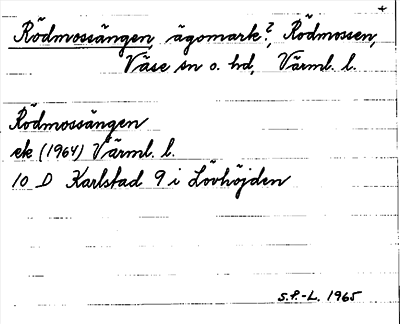 +
Rödmossängen, ägomark?, Rödmossen,
Väse sn o. hd, Värml. l.
Rödmossängen
ek (1964) Värml. l.
10 D Karlstad 9 i Lövhöjden
S.P.-L. 1965